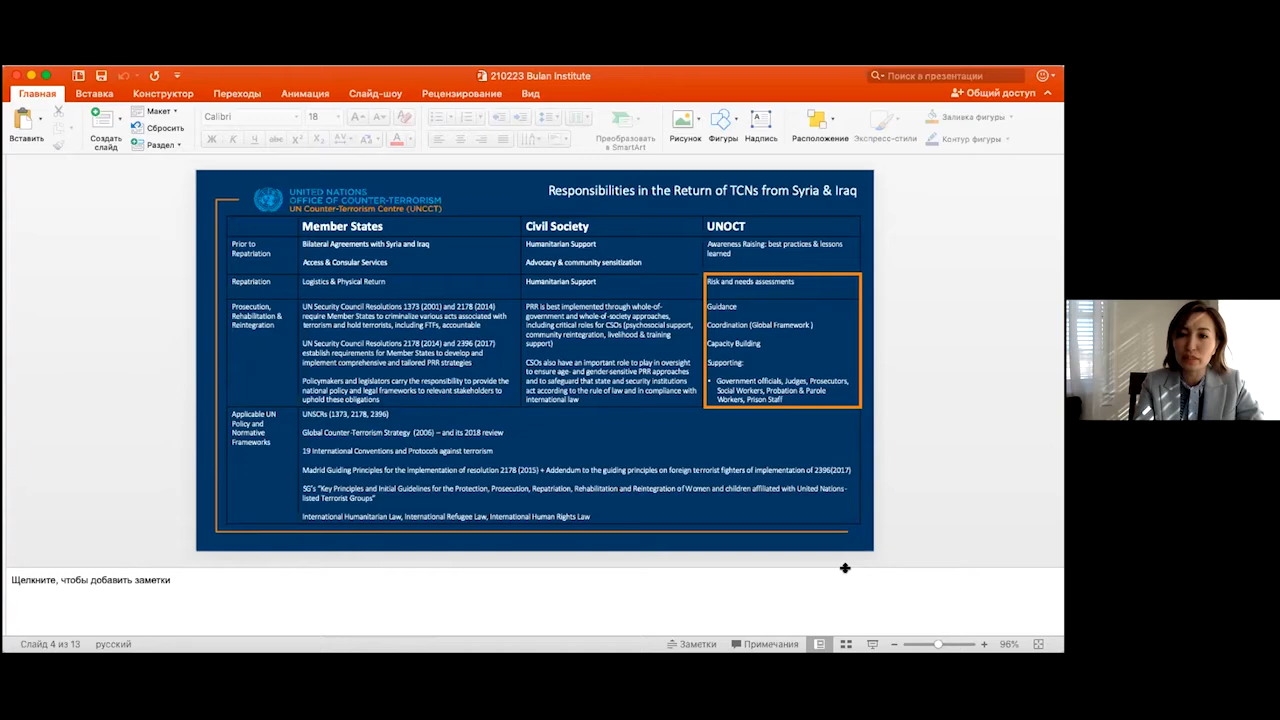 210223 Bulan Institute
Поиск в презентации
Главная Вставка Конструктор Переходы Анимация Слайд-шоу Рецензирование Вид
Общий доступ
Вставить
Создать слайд
Макет
Сбросить
Раздел
Calibri 18
Преобразовать в SmartArt
Рисунок Фигуры Надпись
Расположение Экспресс-стили
Заливка фигуры
Контур фигуры
UNITED NATIONS
OFFICE OF COUNTER-TERRORISM
UN Counter-Terrorism Centre (UNCCT)
Responsibilities in the Return of TCNs from Syria & Iraq
Member States Civil Society UNOCT
Prior to
Repatriation
Bilateral Agreements with Syria and Iraq
Access & Consular Services
Humanitarian Support
Advocacy & community sensitization
Awareness Raising: best practices & lessons
learned
Repatriation
Logistics & Physical Return
Humanitarian Support
Risk and needs assessments
Prosecution,
Rehabilitation &
Reintegration
UN Security Council Resolutions 1373 (2001) and 2178 (2014)
require Member States to criminalize various acts associated with
terrorism and hold terrorists, including FTFs, accountable
UN Security Council Resolutions 2178 (2014) and 2396 (2017)
establish requirements for Member States to develop and
implement comprehensive and tailored PRR strategies
Policymakers and legislators carry the responsibility to provide the
national policy and legal frameworks to relevant stakeholders to
uphold these obligations
PRR is best implemented through whole-of-
government and whole-of-society approaches,
including critical roles for CSOs (psychosocial support,
community reintegration, livelihood & training
support)
CSOs also have an important role to play in oversight
to ensure age- and gender-sensitive PRR approaches
and to safeguard that state and security institutions
act according to the rule of law and in compliance with
international law
Guidance
Coordination (Global Framework )
Capacity Building
Supporting:
• Government officials, Judges, Prosecutors,
Social Workers, Probation & Parole
Workers, Prison Staff
Applicable UN
Policy and
Normative
Frameworks
UNSCRs (1373, 2178, 2396)
Global Counter-Terrorism Strategy (2006) – and its 2018 review
19 International Conventions and Protocols against terrorism
Madrid Guiding Principles for the Implementation of resolution 2178 (2015) + Addendum to the guiding principles on foreign terrorist fighters of implementation of 2396(2017)
SG's "Key Principles and Initial Guidelines for the Protection, Prosecution, Repatriation, Rehabilitation and Reintegration of Women and children affiliated with United Nations-
listed Terrorist Groups"
International Humanitarian Law, International Refugee Law, International Human Rights Law
Щелкните, чтобы добавить заметки
Слайд 4 из 13 русский Заметки Примечания 96%